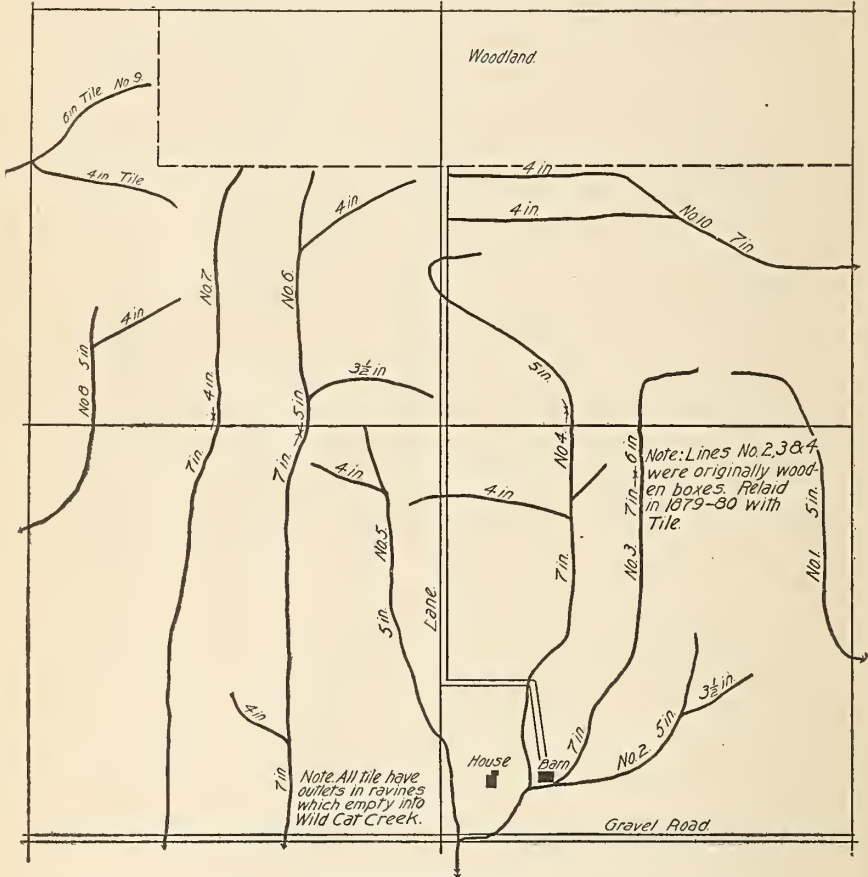 Woodland.
6in Tile No 9.
4in Tile
4 in
4 in.
No 10
7 in
4 in
No.7.
No.6.
4 in
5 in.
No 8
3½ in
5 in.
4 in.
5 in.
7 in.
7 in.
4 in
No.4.
4 in
6 in
7 in
No.3
Note: Lines No. 2,3&4
were originally wood-
en boxes. Relaid
in 1879-80 with
Tile.
5 in.
No.1.
No.5.
5 in.
Lane.
7 in.
4 in
7 in
3½ in.
5 in.
No.2.
7 in.
House
Barn
Note: All tile have
outlets in ravines
which empty into
Wild Cat Creek.
Gravel Road.